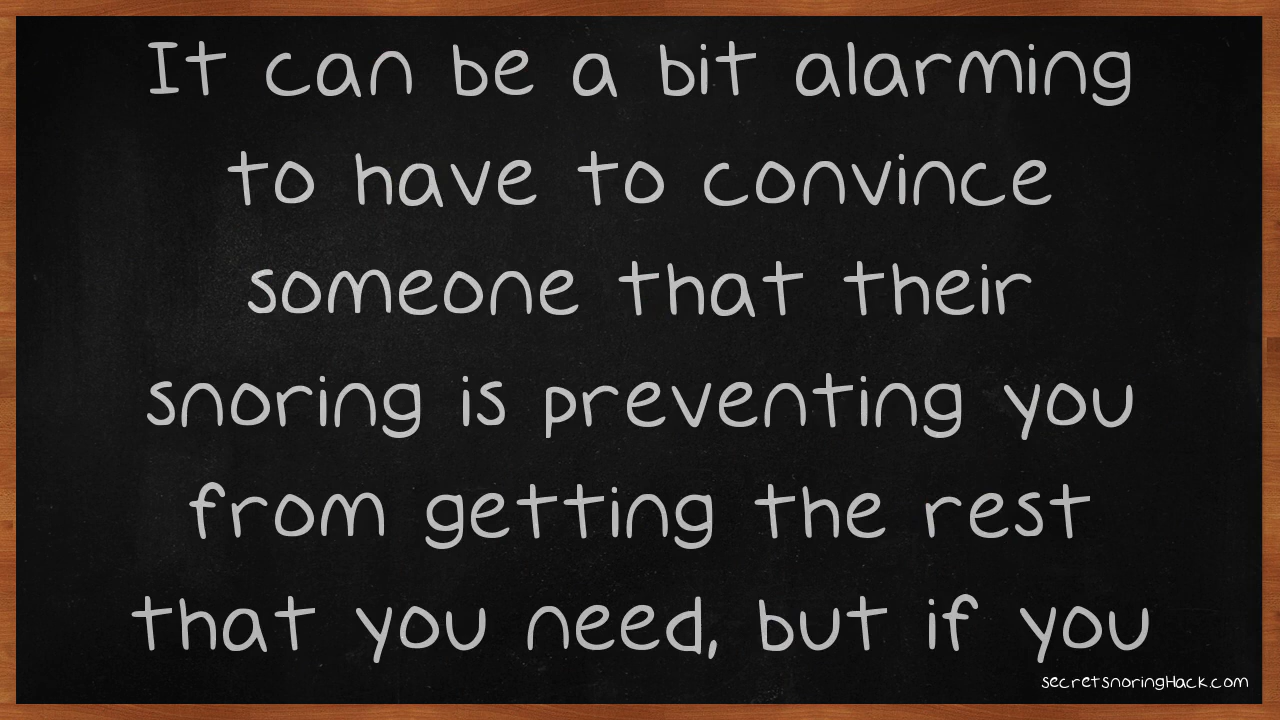 It can be a bit alarming
to have to convince
someone that their
snoring is preventing you
from getting the rest
that you need, but if you
secretsnoringHack.com